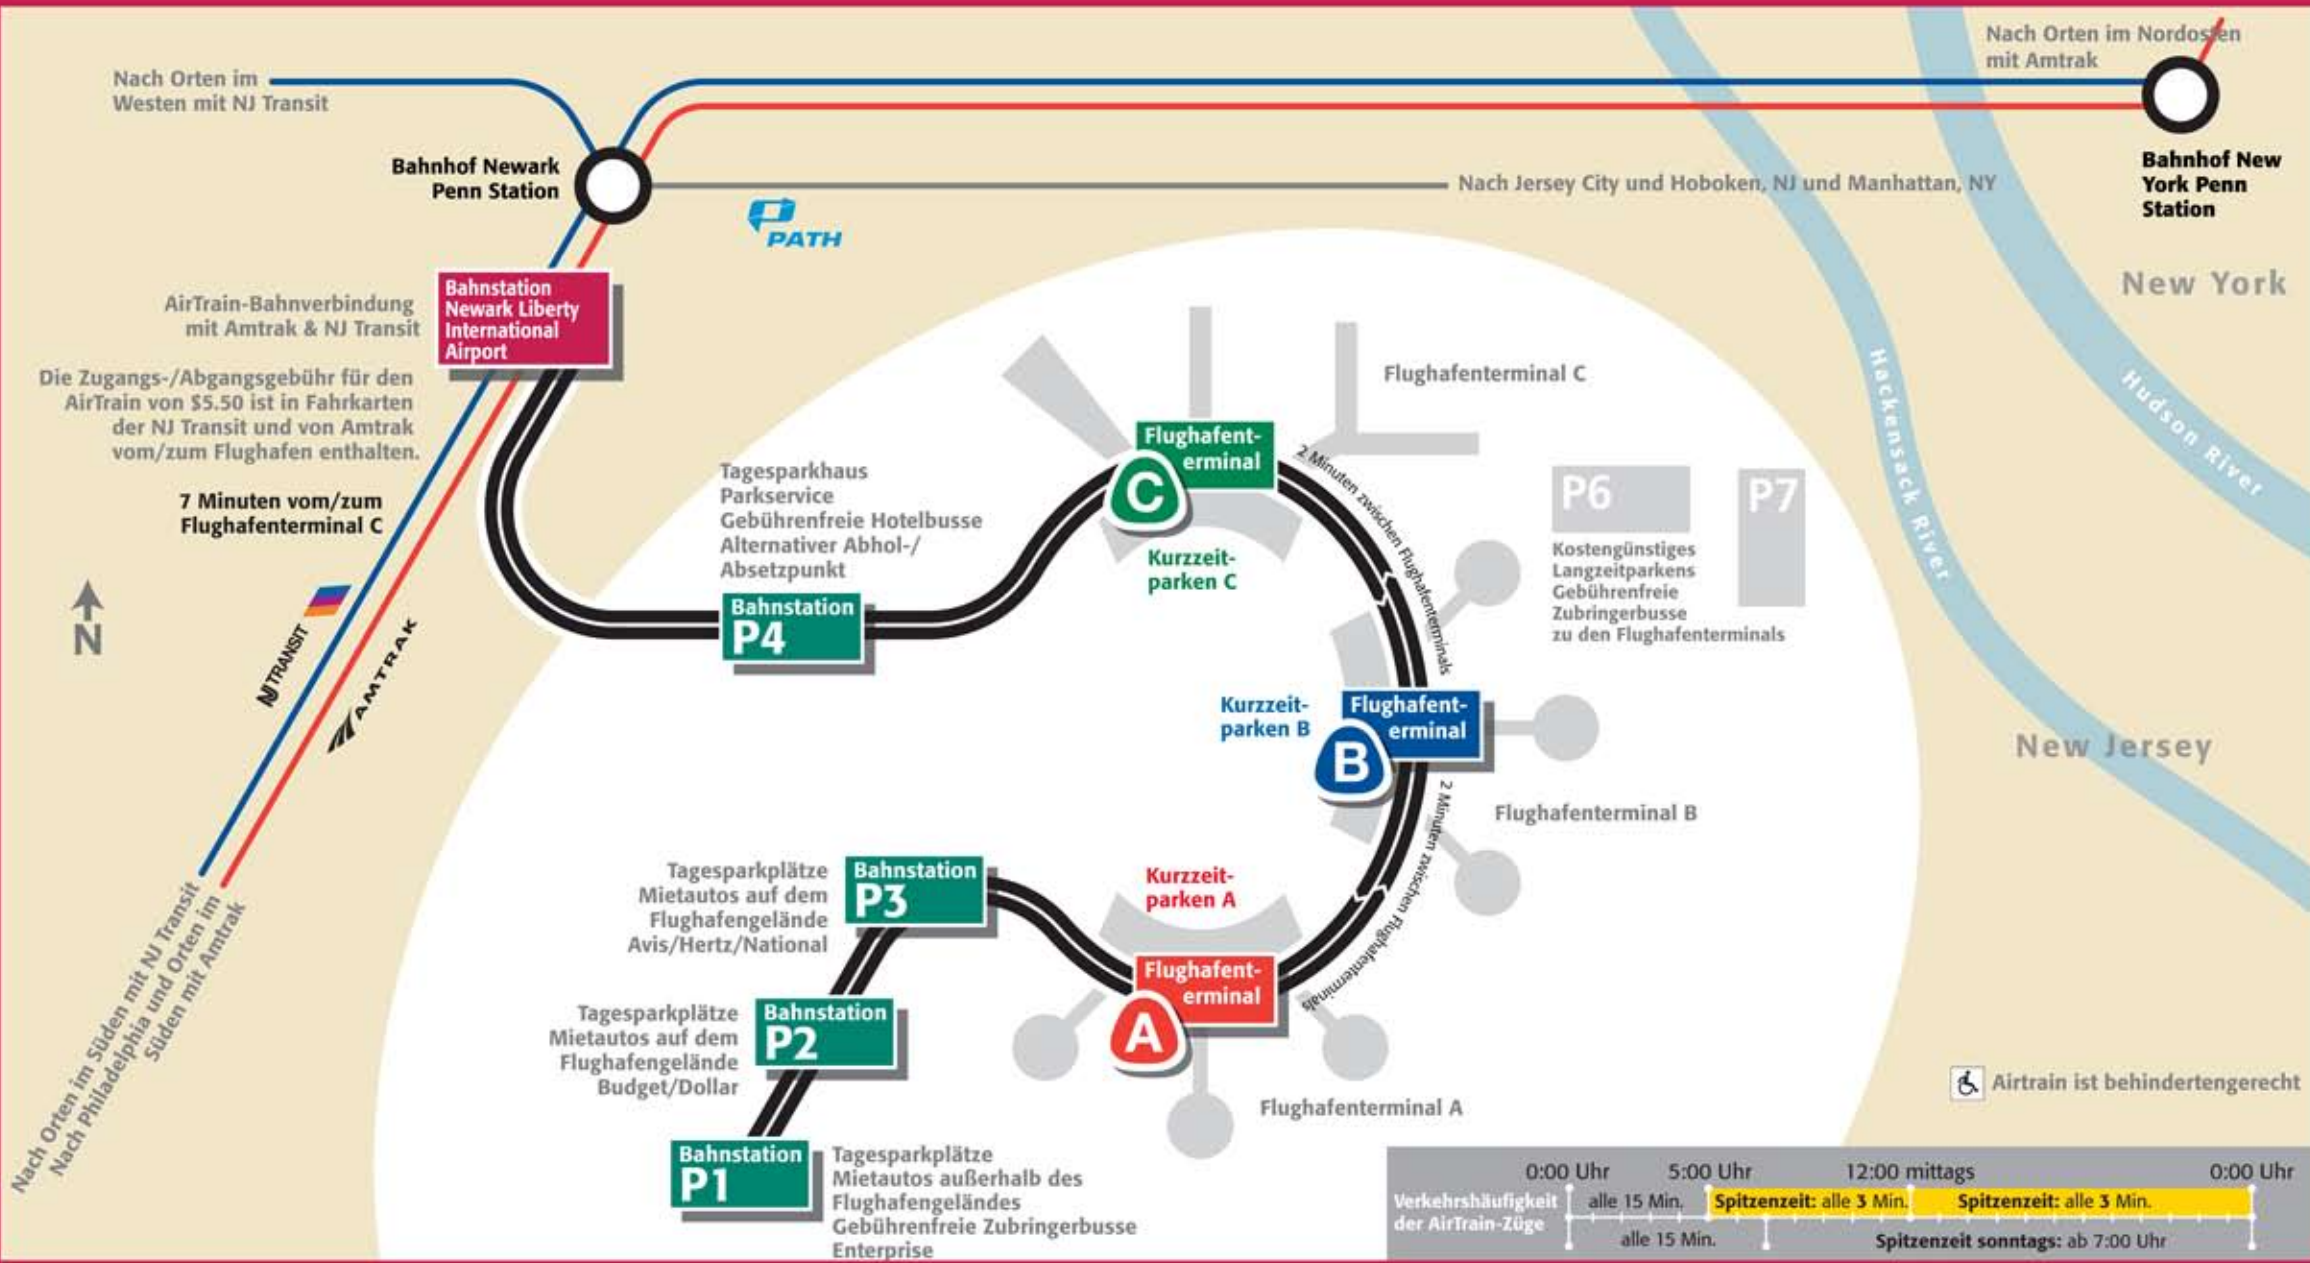 Nach Orten im
Westen mit NJ Transit
Nach Orten im Nordosten
mit Amtrak
Bahnhof Newark
Penn Station
Nach Jersey City und Hoboken, NJ und Manhattan, NY
PATH
Bahnhof New
York Penn
Station
New York
Bahnstation
Newark Liberty
International
Airport
AirTrain-Bahnverbindung
mit Amtrak & NJ Transit
Die Zugangs-/Abgangsgebühr für den
AirTrain von $5.50 ist in Fahrkarten
der NJ Transit und von Amtrak
vom/zum Flughafen enthalten.
7 Minuten vom/zum
Flughafenterminal C
N
NJ TRANSIT
AMTRAK
Nach Orten im Süden mit NJ Transit
Nach Philadelphia und Orten im
Süden mit Amtrak
Tagesparkhaus
Parkservice
Gebührenfreie Hotelbusse
Alternativer Abhol-/
Absetzpunkt
Bahnstation
P4
Flughafenterminal C
Flughafent-
erminal
C
Kurzzeit-
parken C
2 Minuten zwischen Flughafenterminals
P6
P7
Kostengünstiges
Langzeitparkens
Gebührenfreie
Zubringerbusse
zu den Flughafenterminals
Hackensack River
Hudson River
New Jersey
Kurzzeit-
parken B
Flughafent-
erminal
B
Flughafenterminal B
2 Minuten zwischen Flughafenterminals
Tagesparkplätze
Mietautos auf dem
Flughafengelände
Avis/Hertz/National
Bahnstation
P3
Kurzzeit-
parken A
Flughafent-
erminal
A
Flughafenterminal A
Tagesparkplätze
Mietautos auf dem
Flughafengelände
Budget/Dollar
Bahnstation
P2
Bahnstation
P1
Tagesparkplätze
Mietautos außerhalb des
Flughafengeländes
Gebührenfreie Zubringerbusse
Enterprise
Airtrain ist behindertengerecht
0:00 Uhr 5:00 Uhr 12:00 mittags 0:00 Uhr
Verkehrshäufigkeit
der AirTrain-Züge
alle 15 Min. Spitzenzeit: alle 3 Min. Spitzenzeit: alle 3 Min.
alle 15 Min. Spitzenzeit sonntags: ab 7:00 Uhr